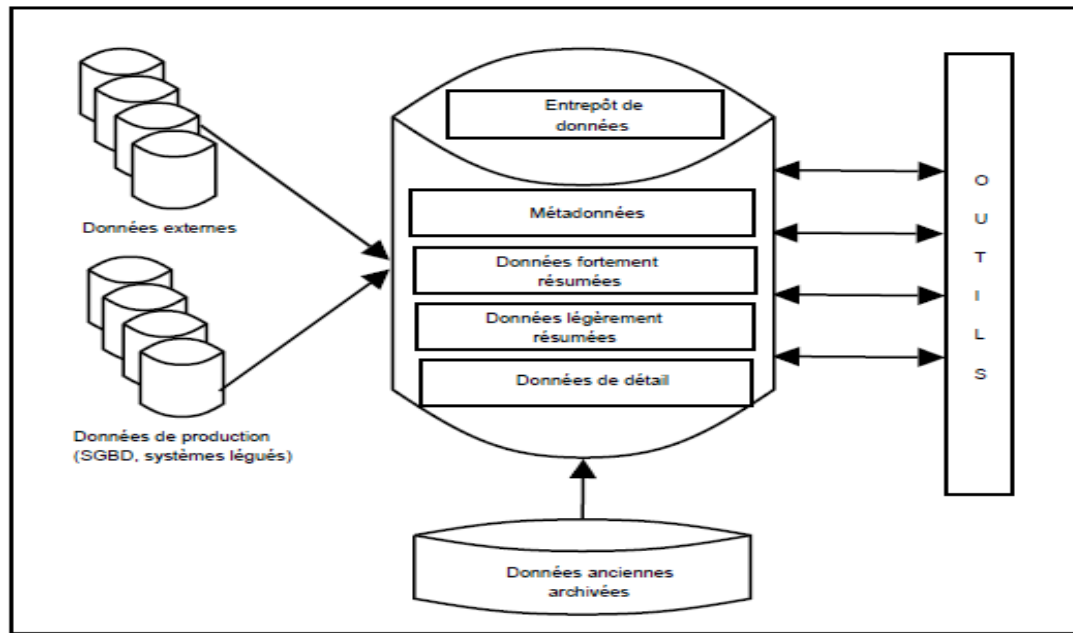 Entrepôt de
données
Métadonnées
Données fortement
résumées
Données légèrement
résumées
Données de détail
Données externes
Données de production
(SGBD, systèmes légués)
Données anciennes
archivées
O
U
T
I
L
S